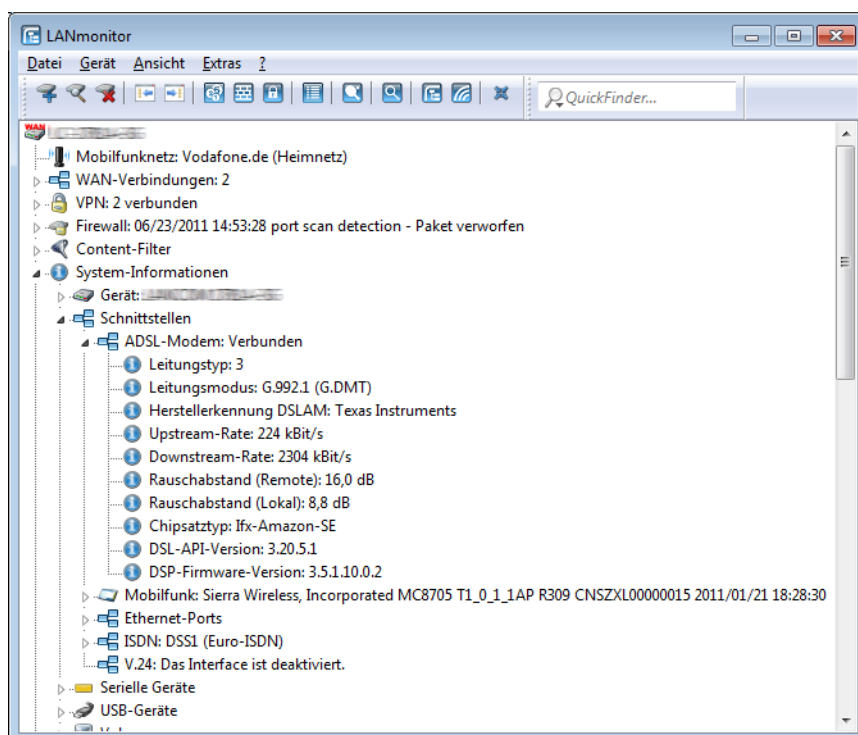 LANmonitor
Datei Gerät Ansicht Extras ?
QuickFinder...
Mobilfunknetz: Vodafone.de (Heimnetz)
WAN-Verbindungen: 2
VPN: 2 verbunden
Firewall: 06/23/2011 14:53:28 port scan detection - Paket verworfen
Content-Filter
System-Informationen
Gerät:
Schnittstellen
ADSL-Modem: Verbunden
Leitungstyp: 3
Leitungsmodus: G.992.1 (G.DMT)
Herstellerkennung DSLAM: Texas Instruments
Upstream-Rate: 224 kBit/s
Downstream-Rate: 2304 kBit/s
Rauschabstand (Remote): 16,0 dB
Rauschabstand (Lokal): 8,8 dB
Chipsatztyp: Ifx-Amazon-SE
DSL-API-Version: 3.20.5.1
DSP-Firmware-Version: 3.5.1.10.0.2
Mobilfunk: Sierra Wireless, Incorporated MC8705 T1_0_1_1AP R309 CNSZXL00000015 2011/01/21 18:28:30
Ethernet-Ports
ISDN: DSS1 (Euro-ISDN)
V.24: Das Interface ist deaktiviert.
Serielle Geräte
USB-Geräte